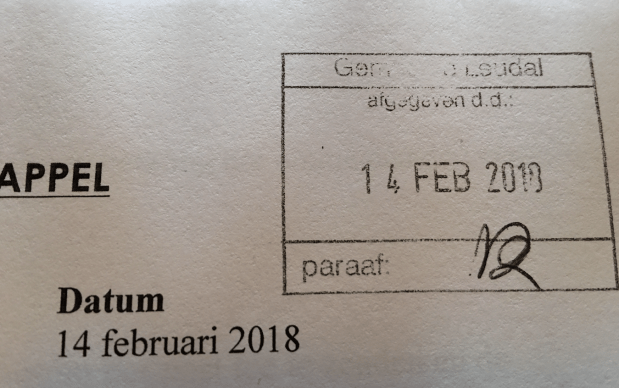 Leudal
afgegeven d.d.:
14 FEB 2018
APPEL
paraaf:
Datum
14 februari 2018